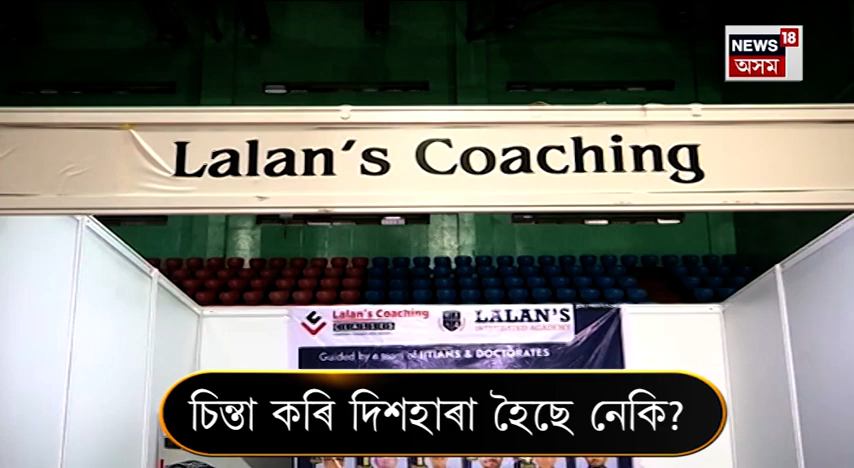 NEWS 18
অসম
Lalan's Coaching
Lalan's Coaching
CLASSES
LALAN'S
INTEGRATED ACADEMY
Guided by a team of IITIANS & DOCTORATES
চিন্তা কৰি দিশহাৰা হৈছে নেকি?